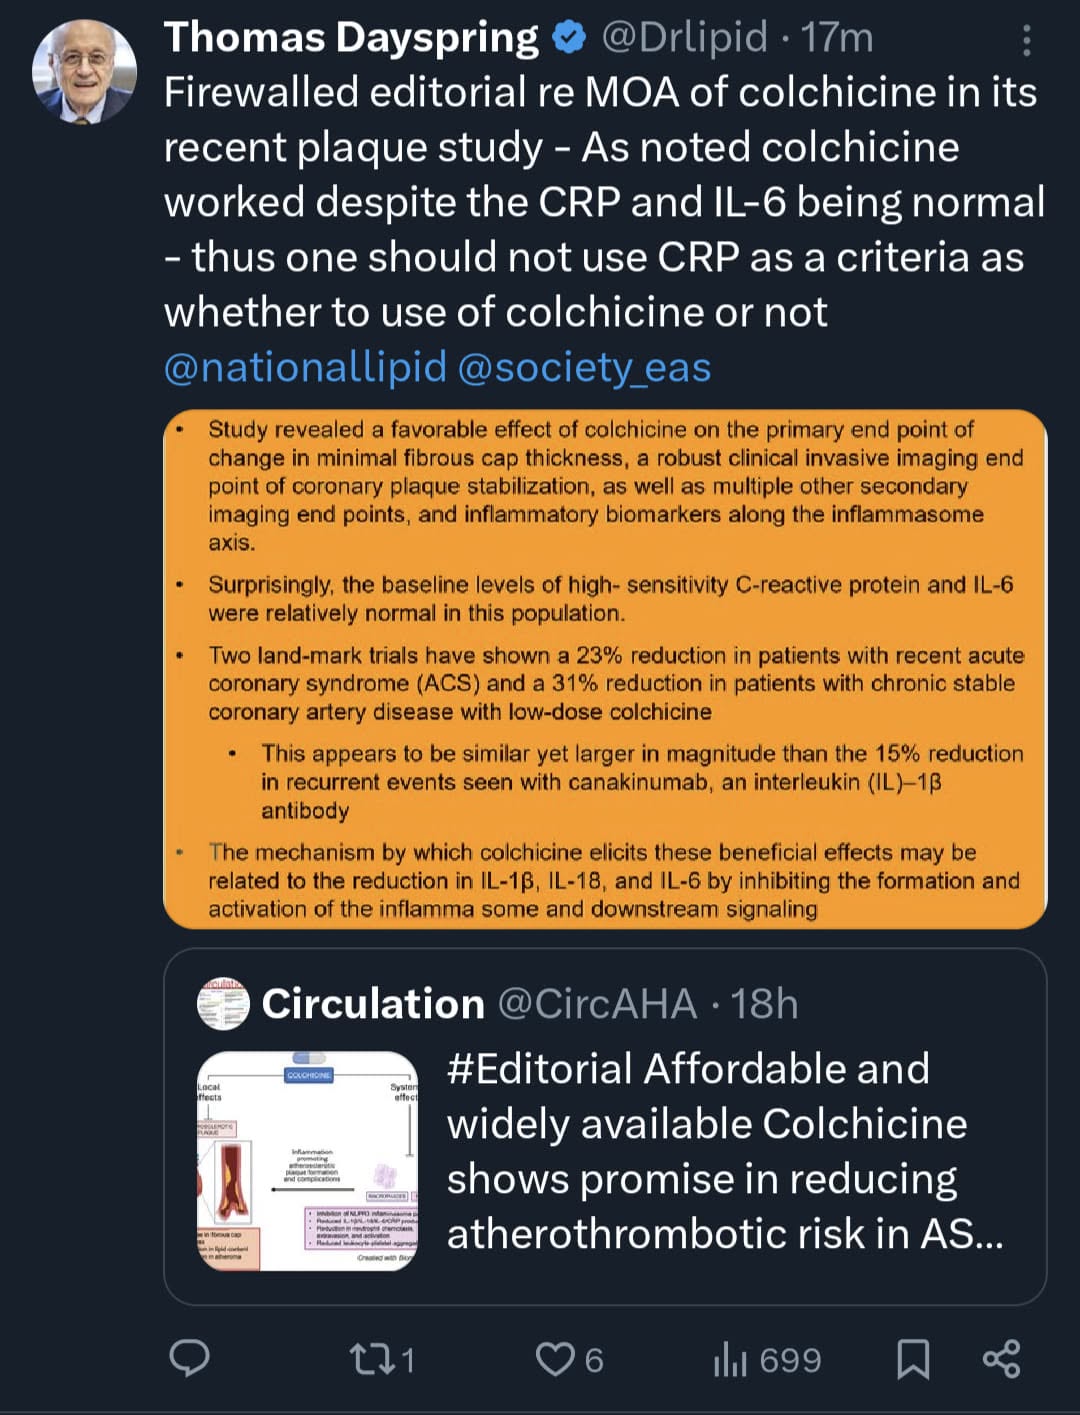 Thomas Dayspring @Drlipid · 17m
Firewalled editorial re MOA of colchicine in its
recent plaque study - As noted colchicine
worked despite the CRP and IL-6 being normal
- thus one should not use CRP as a criteria as
whether to use of colchicine or not
@nationallipid @society_eas
• Study revealed a favorable effect of colchicine on the primary end point of
change in minimal fibrous cap thickness, a robust clinical invasive imaging end
point of coronary plaque stabilization, as well as multiple other secondary
imaging end points, and inflammatory biomarkers along the inflammasome
axis.
• Surprisingly, the baseline levels of high- sensitivity C-reactive protein and IL-6
were relatively normal in this population.
• Two land-mark trials have shown a 23% reduction in patients with recent acute
coronary syndrome (ACS) and a 31% reduction in patients with chronic stable
coronary artery disease with low-dose colchicine
• This appears to be similar yet larger in magnitude than the 15% reduction
in recurrent events seen with canakinumab, an interleukin (IL)–1β
antibody
• The mechanism by which colchicine elicits these beneficial effects may be
related to the reduction in IL-1β, IL-18, and IL-6 by inhibiting the formation and
activation of the inflamma some and downstream signaling
Circulation @CircAHA · 18h
#Editorial Affordable and
widely available Colchicine
shows promise in reducing
atherothrombotic risk in AS...
COLCHICINE
Local
ffects
System
effect
Inflammation
promoting
atherosclerotic
plaque formation
and complications
MACROPHAGES
Created with Bior
1
6
699